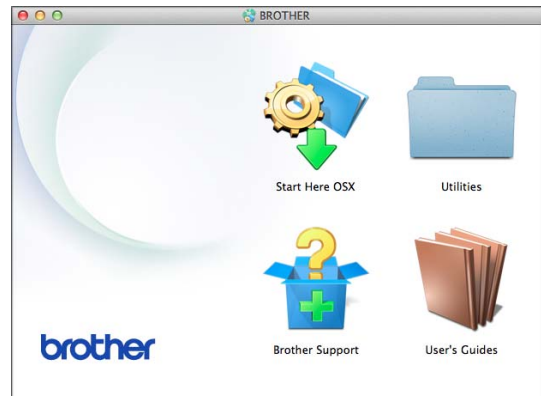 BROTHER
Start Here OSX
Utilities
Brother Support
User's Guides
brother